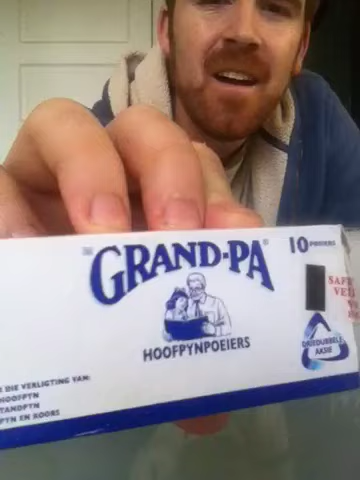 GRAND-PA®
10 POEIERS
HOOFPYNPOEIERS
DRIEDUBBELE
AKSIE
DIE VERLIGTING VAN:
HOOFPYN
TANDPYN
PYN EN KOORS